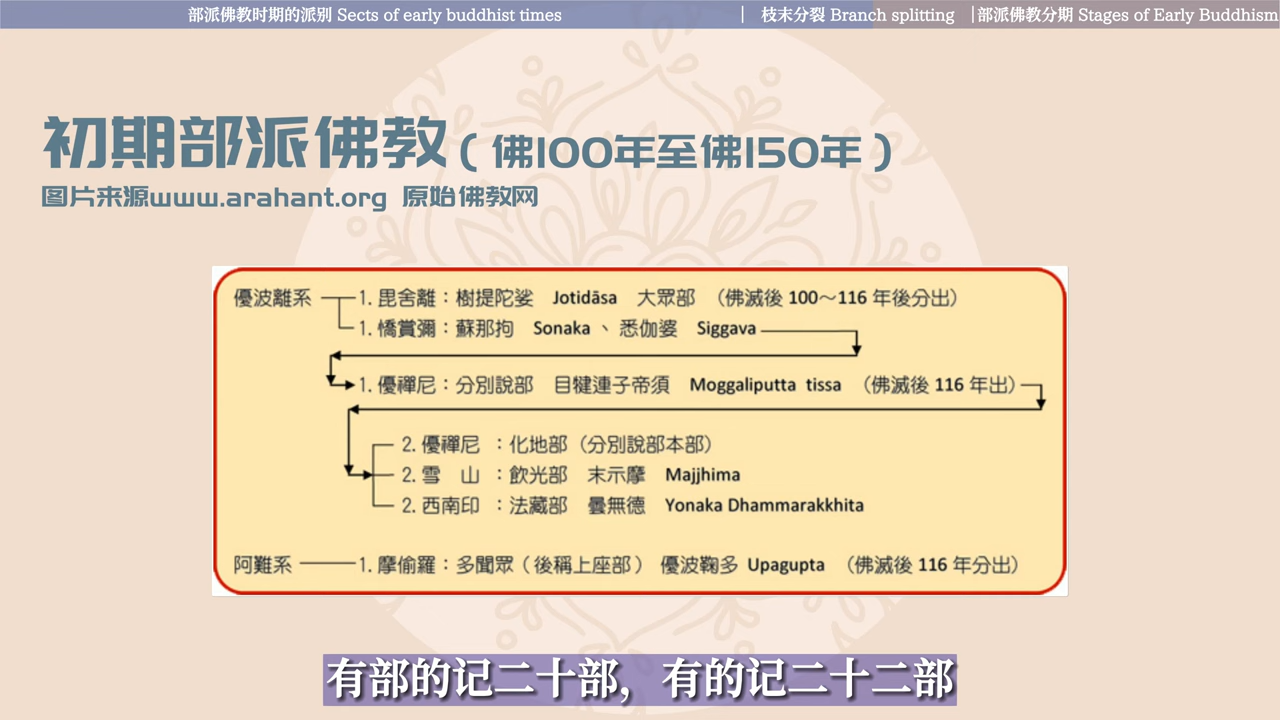 部派佛教时期的派别 Sects of early buddhist times | 枝末分裂 Branch splitting |部派佛教分期 Stages of Early Buddhism
初期部派佛教(佛100年至佛150年)
图片来源www.arahant.org 原始佛教网
優波離系 1. 毘舍離:樹提陀娑 Jotidāsa 大眾部 (佛滅後 100~116 年後分出)
1. 憍賞彌:蘇那拘 Sonaka、悉伽婆 Siggava
1. 優禪尼:分別說部 目犍連子帝須 Moggaliputta tissa (佛滅後 116 年出)
2. 優禪尼 :化地部(分別說部本部)
2. 雪 山 :飲光部 末示摩 Majjhima
2. 西南印 :法藏部 曇無德 Yonaka Dhammarakkhita
阿難系 1. 摩偷羅:多聞眾(後稱上座部) 優波鞠多 Upagupta (佛滅後 116 年分出)
有部的记二十部,有的记二十二部